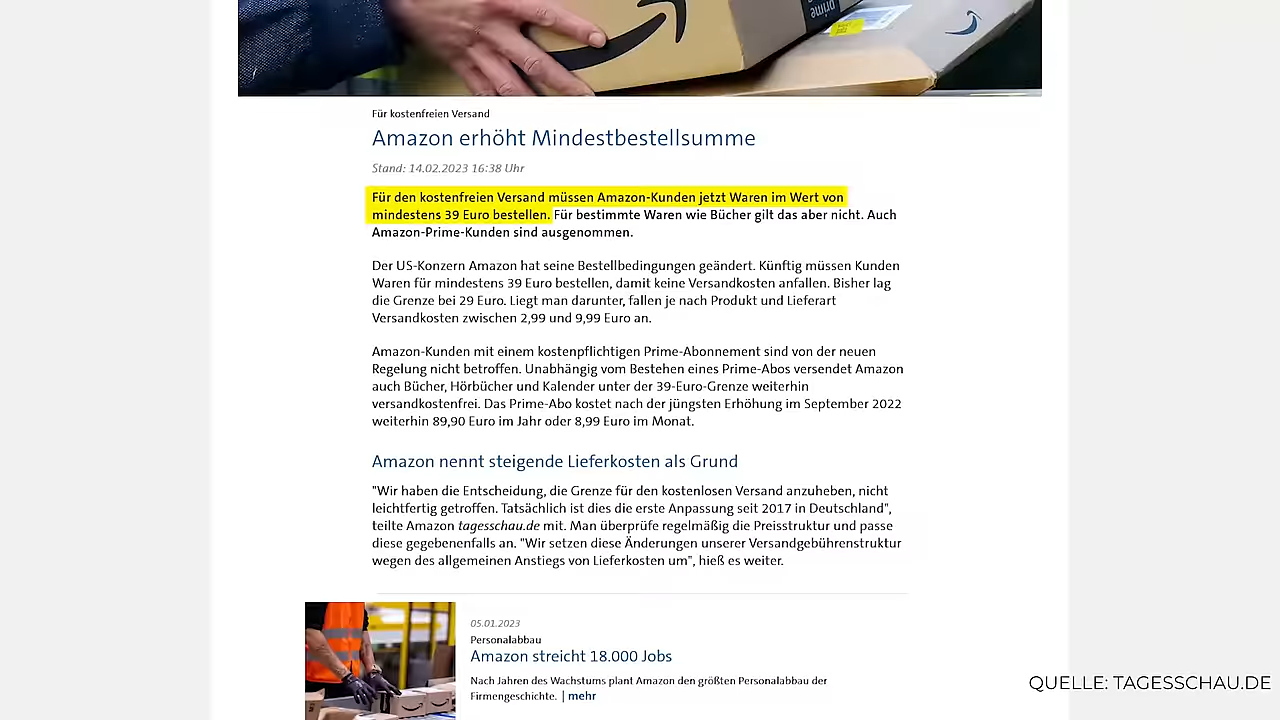 prime
Für kostenfreien Versand
Amazon erhöht Mindestbestellsumme
Stand: 14.02.2023 16:38 Uhr
Für den kostenfreien Versand müssen Amazon-Kunden jetzt Waren im Wert von
mindestens 39 Euro bestellen. Für bestimmte Waren wie Bücher gilt das aber nicht. Auch
Amazon-Prime-Kunden sind ausgenommen.
Der US-Konzern Amazon hat seine Bestellbedingungen geändert. Künftig müssen Kunden
Waren für mindestens 39 Euro bestellen, damit keine Versandkosten anfallen. Bisher lag
die Grenze bei 29 Euro. Liegt man darunter, fallen je nach Produkt und Lieferart
Versandkosten zwischen 2,99 und 9,99 Euro an.
Amazon-Kunden mit einem kostenpflichtigen Prime-Abonnement sind von der neuen
Regelung nicht betroffen. Unabhängig vom Bestehen eines Prime-Abos versendet Amazon
auch Bücher, Hörbücher und Kalender unter der 39-Euro-Grenze weiterhin
versandkostenfrei. Das Prime-Abo kostet nach der jüngsten Erhöhung im September 2022
weiterhin 89,90 Euro im Jahr oder 8,99 Euro im Monat.
Amazon nennt steigende Lieferkosten als Grund
"Wir haben die Entscheidung, die Grenze für den kostenlosen Versand anzuheben, nicht
leichtfertig getroffen. Tatsächlich ist dies die erste Anpassung seit 2017 in Deutschland",
teilte Amazon tagesschau.de mit. Man überprüfe regelmäßig die Preisstruktur und passe
diese gegebenenfalls an. "Wir setzen diese Änderungen unserer Versandgebührenstruktur
wegen des allgemeinen Anstiegs von Lieferkosten um", hieß es weiter.
05.01.2023
Personalabbau
Amazon streicht 18.000 Jobs
Nach Jahren des Wachstums plant Amazon den größten Personalabbau der
Firmengeschichte. | mehr
QUELLE: TAGESSCHAU.DE